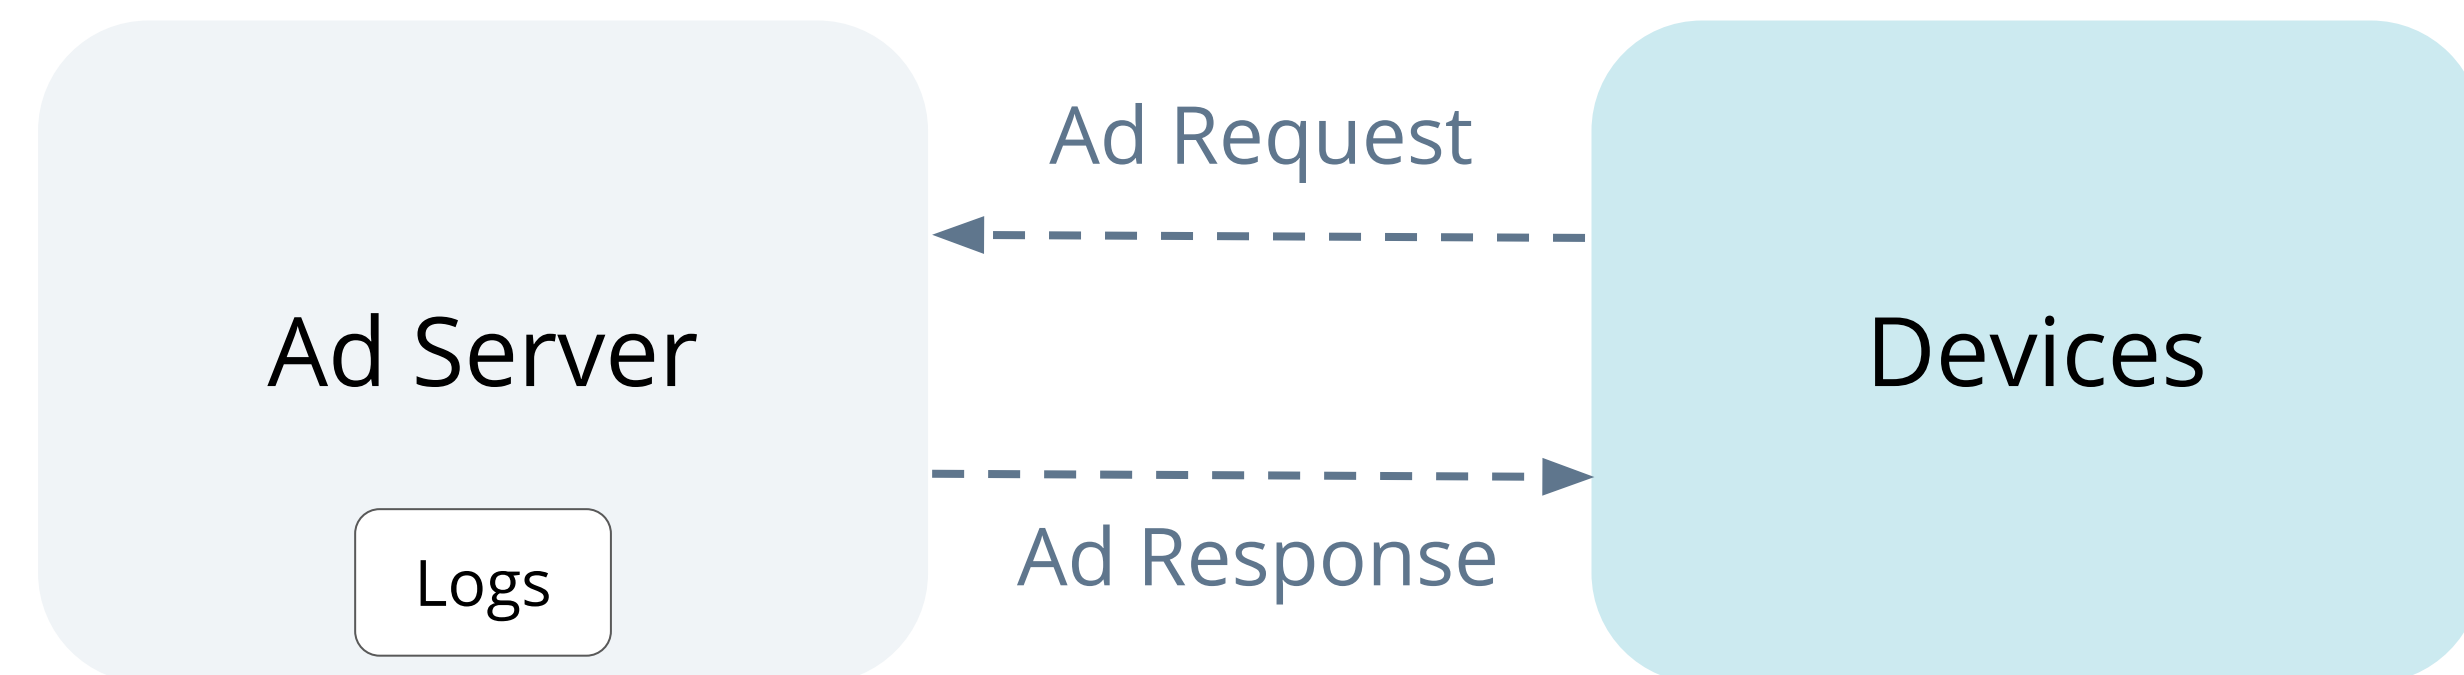 Ad Request
Ad Server
Devices
Ad Response
Logs